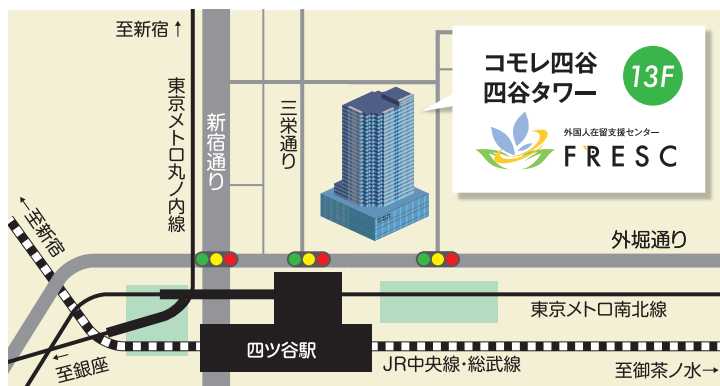 至新宿↑
コモレ四谷
四谷タワー
13F
外国人在留支援センター
FRESC
東京メトロ丸ノ内線
新宿通り
三栄通り
至新宿
外堀通り
東京メトロ南北線
四ツ谷駅
JR中央線・総武線
至銀座
至御茶ノ水→